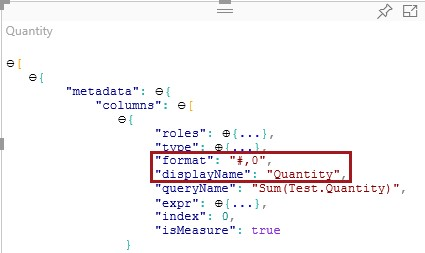 Quantity
⊖[
⊖{
"metadata": ⊖{
"columns": ⊖[
⊖{
"roles": ⊕{...},
"type": ⊕{...},
"format": "#,0",
"displayName": "Quantity",
"queryName": "Sum(Test.Quantity)",
"expr": ⊕{...},
"index": 0,
"isMeasure": true
}